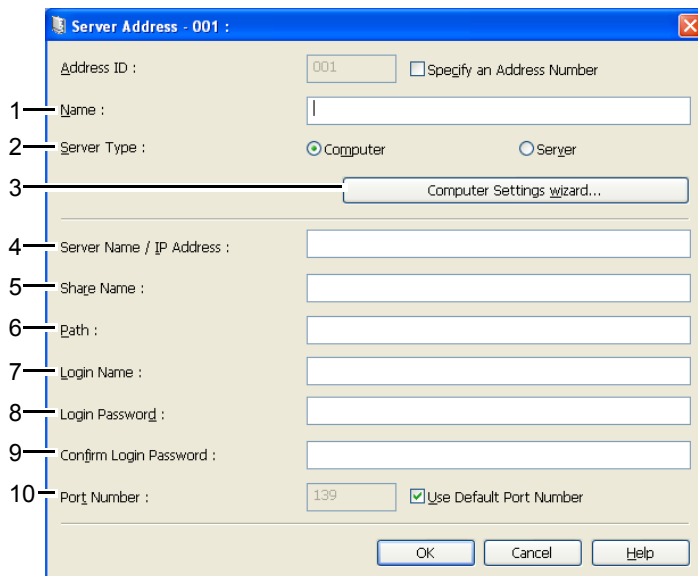 Server Address - 001 :
Address ID : 001 Specify an Address Number
1 Name :
2 Server Type : Computer Server
3 Computer Settings wizard...
4 Server Name / IP Address :
5 Share Name :
6 Path :
7 Login Name :
8 Login Password :
9 Confirm Login Password :
10 Port Number : 139 Use Default Port Number
OK Cancel Help